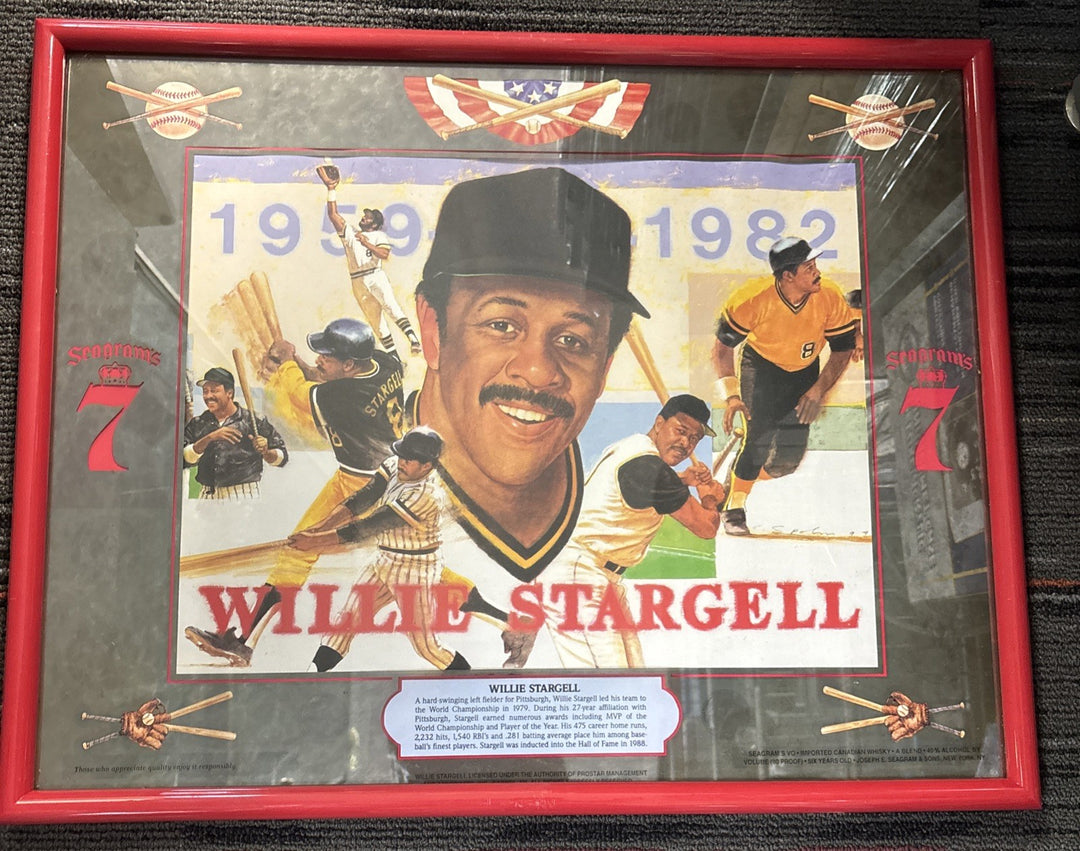 1959-1982
Seagram's
7
Seagram's
7
STARGELL
8
8
8
WILLIE STARGELL
WILLIE STARGELL
A hard-swinging left fielder for Pittsburgh, Willie Stargell led his team to
the World Championship in 1979. During his 27-year affiliation with
Pittsburgh, Stargell earned numerous awards including MVP of the
World Championship and Player of the Year. His 475 career home runs,
2,232 hits, 1,540 RBI's and .281 batting average place him among base-
ball's finest players. Stargell was inducted into the Hall of Fame in 1988.
Those who appreciate quality enjoy it responsibly.
WILLIE STARGELL LICENSED UNDER THE AUTHORITY OF PROSTAR MANAGEMENT
SEAGRAM'S VO • IMPORTED CANADIAN WHISKY • A BLEND • 40% ALCOHOL BY
VOLUME (80 PROOF) • SIX YEARS OLD • JOSEPH E. SEAGRAM & SONS, NEW YORK, NY